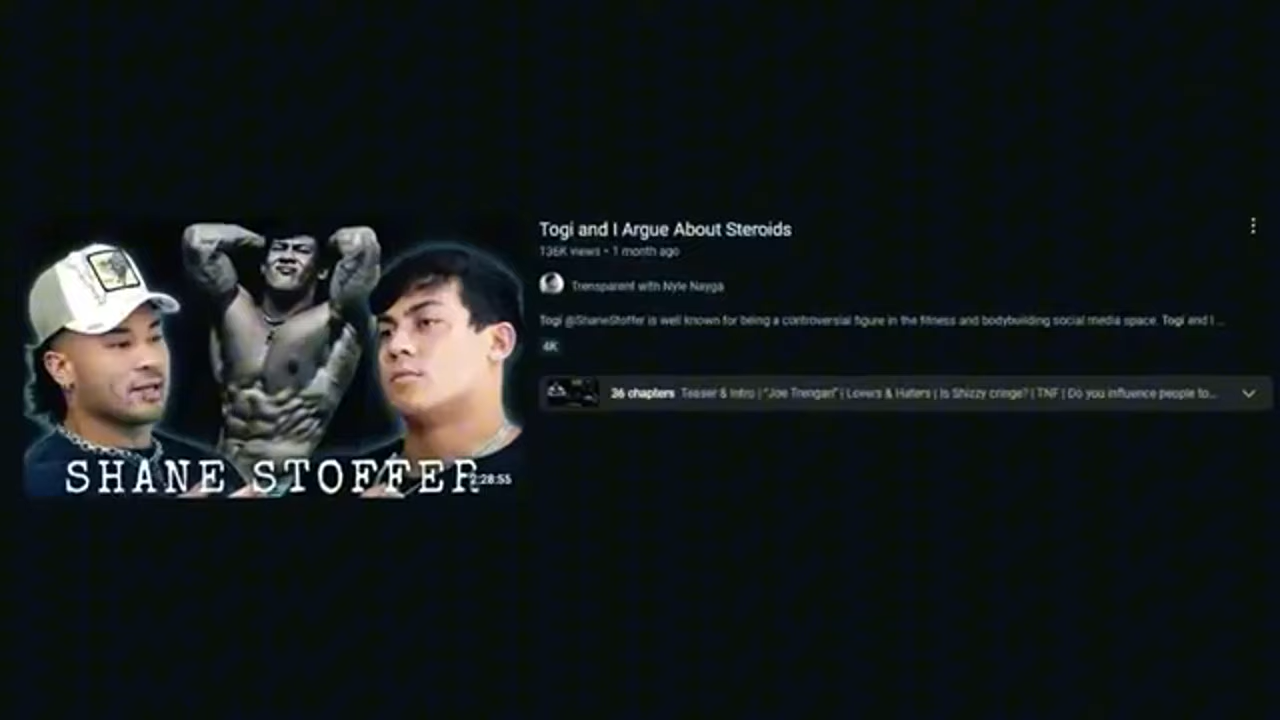 Togi and I Argue About Steroids
136K views • 1 month ago
Transparent with Nyle Nayga
Togi @ShaneStoffer is well known for being a controversial figure in the fitness and bodybuilding social media space. Togi and I ...
4K
36 chapters Teaser & Intro | "Joe Trengan" | Lovers & Haters | Is Shizzy cringe? | TNF | Do you influence people to...
SHANE STOFFER
2:28:55